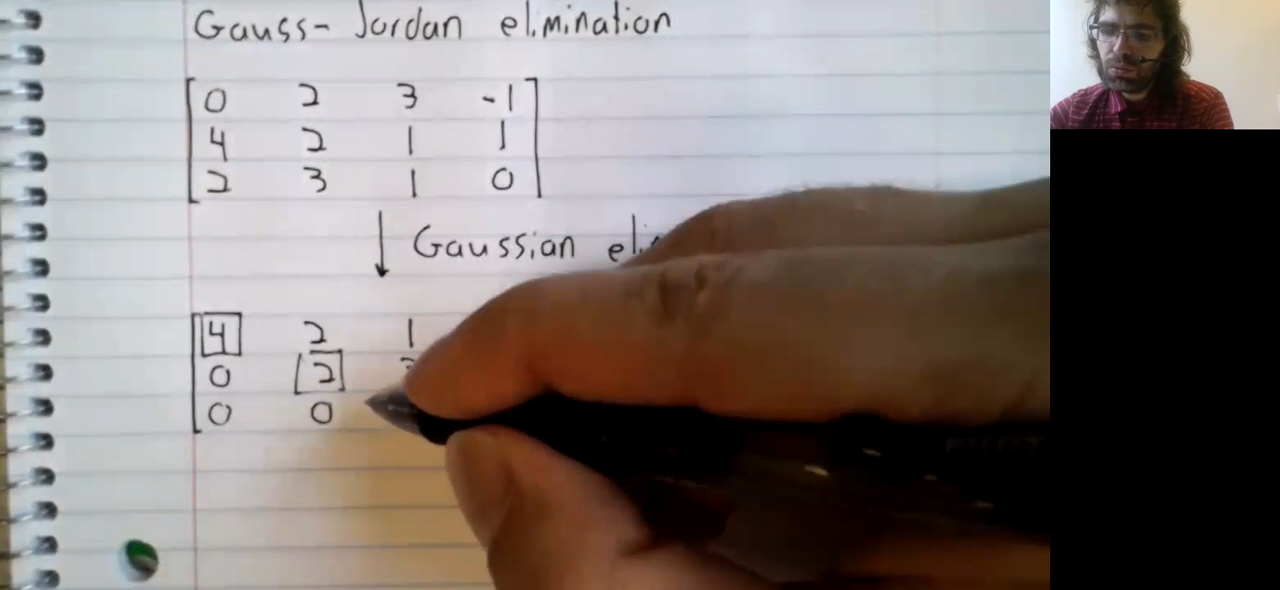 Gauss- Jordan elimination
0 2 3 -1
4 2 1 1
2 3 1 0
Gaussian
4 2 1
0 2
0 0